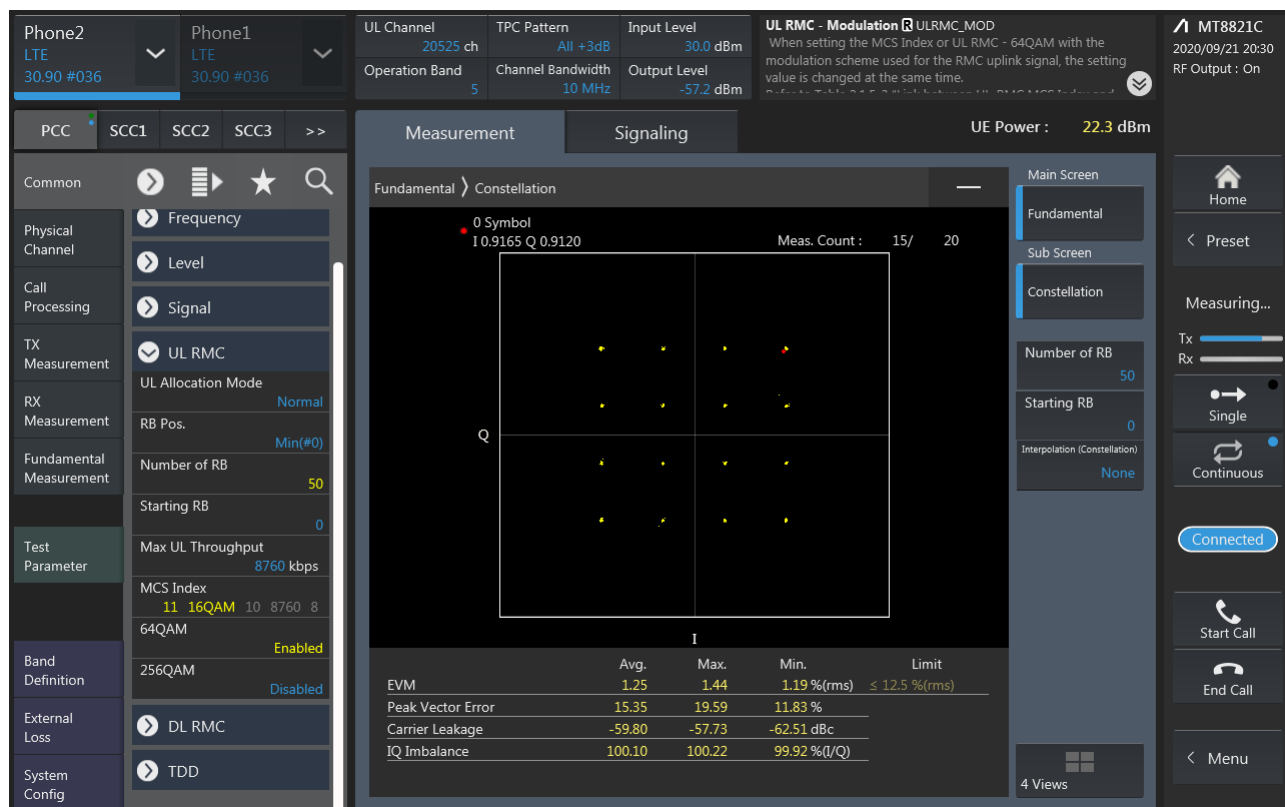 Phone2
LTE
30.90 #036
Phone1
LTE
30.90 #036
UL Channel
20525 ch
TPC Pattern
All +3dB
Input Level
30.0 dBm
Operation Band
5
Channel Bandwidth
10 MHz
Output Level
-57.2 dBm
UL RMC - Modulation R ULRMC_MOD
When setting the MCS Index or UL RMC - 64QAM with the
modulation scheme used for the RMC uplink signal, the setting
value is changed at the same time.
MT8821C
2020/09/21 20:30
RF Output : On
PCC SCC1 SCC2 SCC3 >>
Measurement Signaling
UE Power : 22.3 dBm
Common
Physical
Channel
Call
Processing
TX
Measurement
RX
Measurement
Fundamental
Measurement
Test
Parameter
Band
Definition
External
Loss
System
Config
Frequency
Level
Signal
UL RMC
UL Allocation Mode
Normal
RB Pos.
Min(#0)
Number of RB
50
Starting RB
0
Max UL Throughput
8760 kbps
MCS Index
11 16QAM 10 8760 8
64QAM
Enabled
256QAM
Disabled
DL RMC
TDD
Fundamental > Constellation
0 Symbol
I 0.9165 Q 0.9120
Meas. Count : 15/ 20
Q
I
Avg. Max. Min. Limit
EVM 1.25 1.44 1.19 %(rms) ≤ 12.5 %(rms)
Peak Vector Error 15.35 19.59 11.83 %
Carrier Leakage -59.80 -57.73 -62.51 dBc
IQ Imbalance 100.10 100.22 99.92 %(I/Q)
Main Screen
Fundamental
Sub Screen
Constellation
Number of RB
50
Starting RB
0
Interpolation (Constellation)
None
4 Views
Home
< Preset
Measuring...
Tx
Rx
Single
Continuous
Connected
Start Call
End Call
< Menu